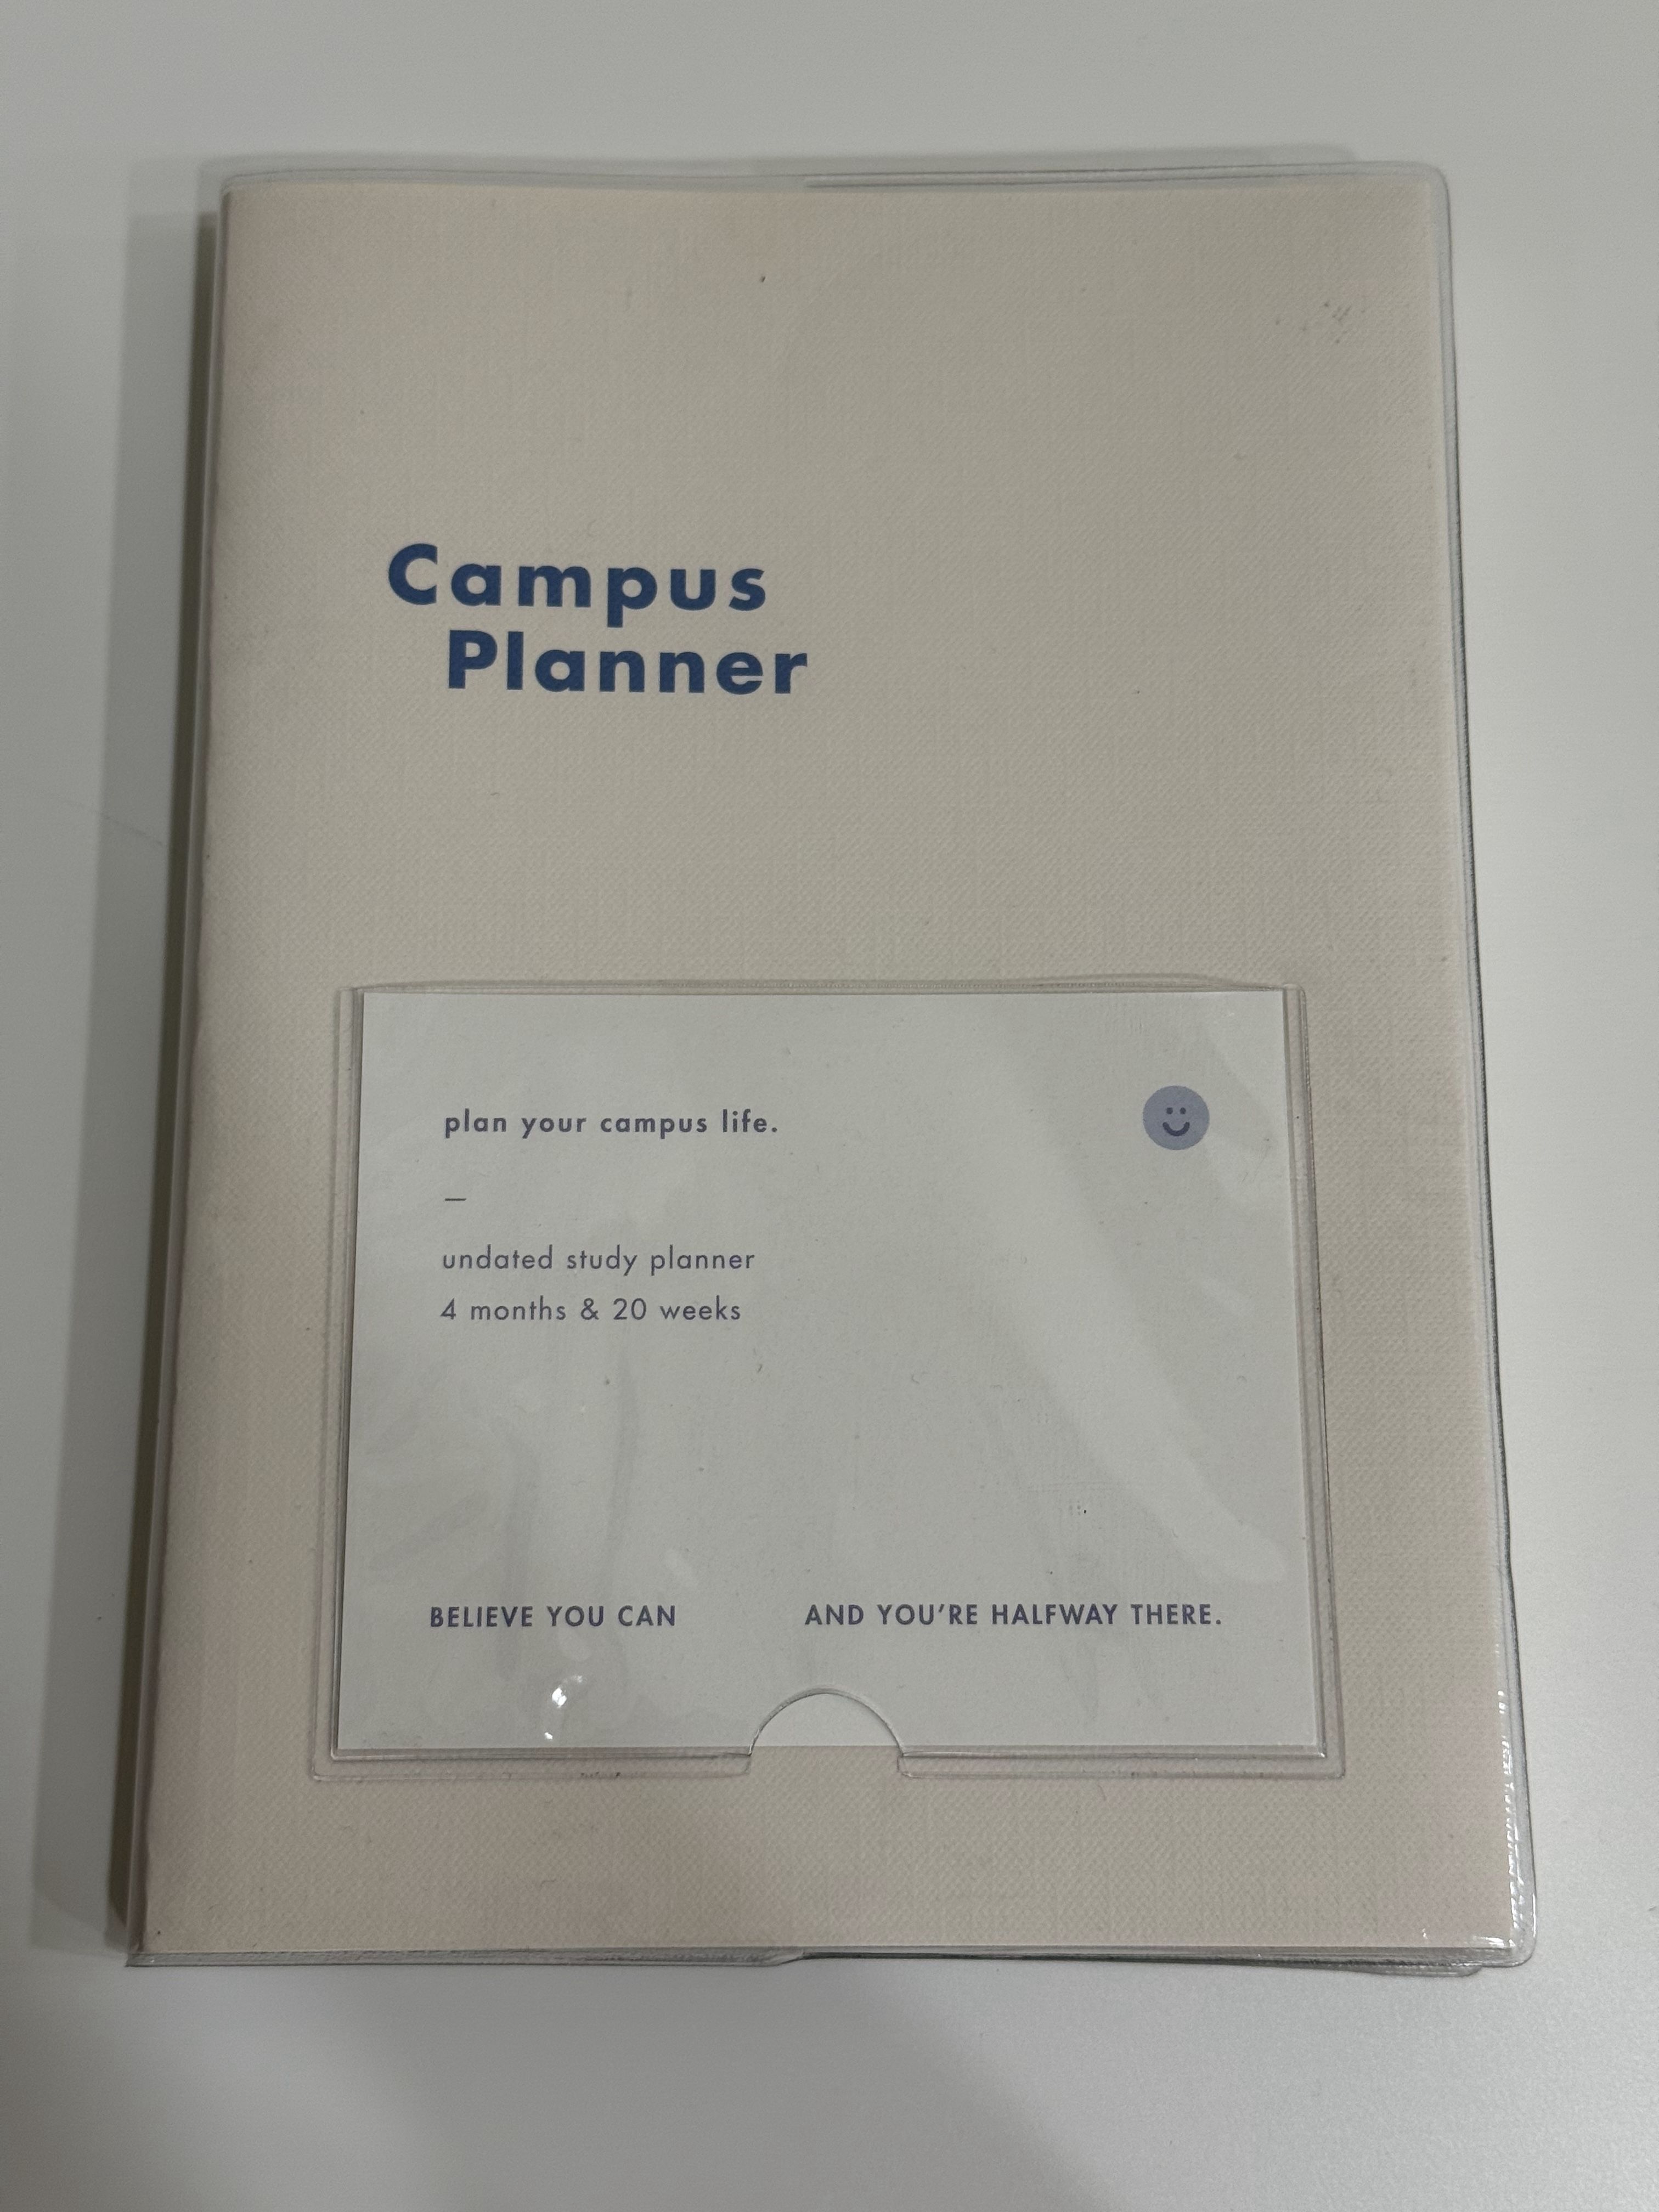 Campus
Planner
plan your campus life.
—
undated study planner
4 months & 20 weeks
BELIEVE YOU CAN AND YOU'RE HALFWAY THERE.